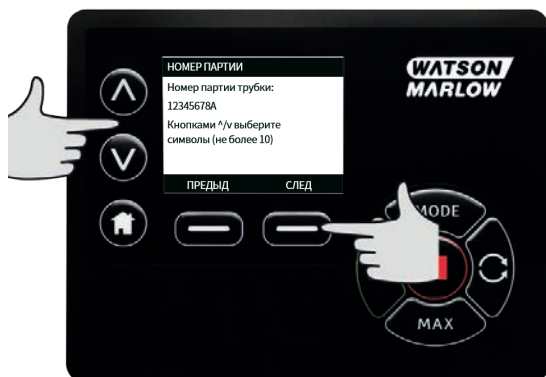 НОМЕР ПАРТИИ
Номер партии трубки:
12345678A
Кнопками ^/v выберите
символы (не более 10)
ПРЕДЫД СЛЕД
WATSON
MARLOW
MODE
MAX